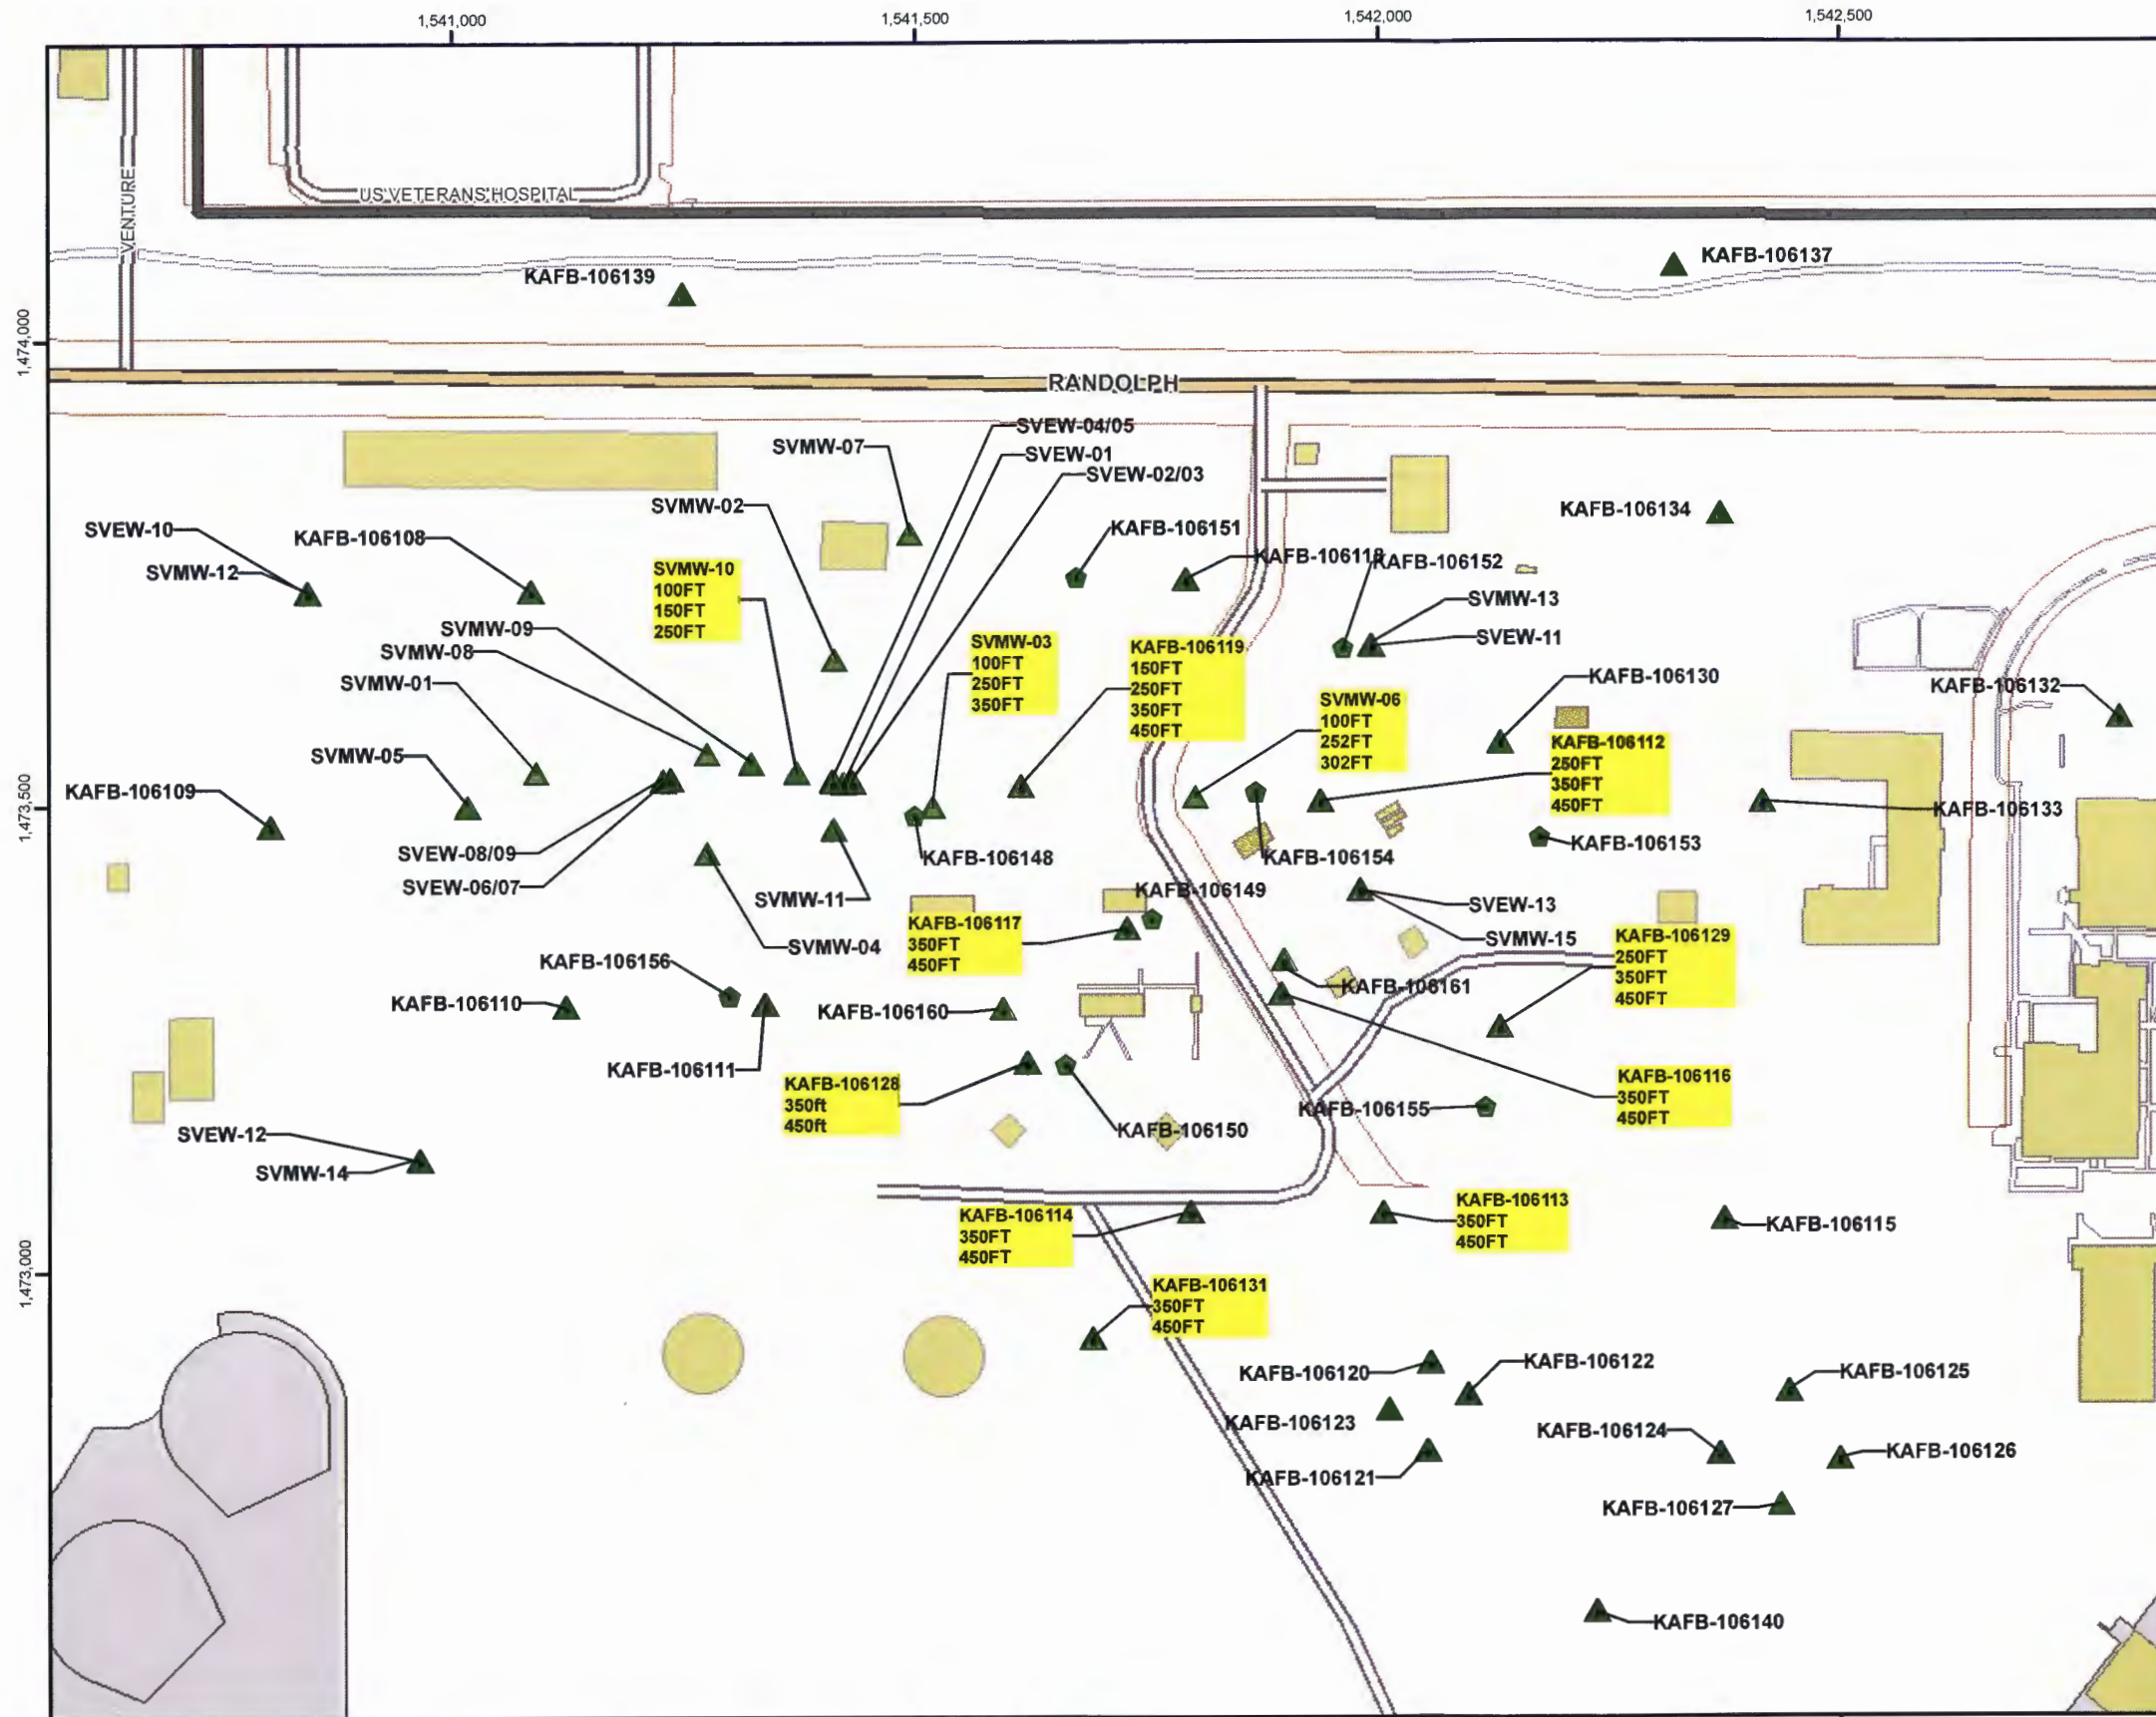 1,541,000
1,541,500
1,542,000
1,542,500
1,474,000
1,473,500
1,473,000
VENTURE
US VETERANS HOSPITAL
KAFB-106139
KAFB-106137
RANDOLPH
SVEW-04/05
SVMW-07
SVEW-01
SVEW-02/03
SVMW-02
KAFB-106134
SVEW-10
KAFB-106108
KAFB-106151
KAFB-106118
KAFB-106152
SVMW-12
SVMW-10
100FT
150FT
250FT
SVMW-13
SVMW-09
SVEW-11
SVMW-08
SVMW-03
100FT
250FT
350FT
KAFB-106119
150FT
250FT
350FT
450FT
SVMW-01
KAFB-106130
KAFB-106132
SVMW-06
100FT
252FT
302FT
SVMW-05
KAFB-106112
250FT
350FT
450FT
KAFB-106109
KAFB-106133
SVEW-08/09
KAFB-106148
KAFB-106154
KAFB-106153
SVEW-06/07
KAFB-106149
SVMW-11
SVEW-13
KAFB-106117
350FT
450FT
SVMW-04
SVMW-15
KAFB-106129
250FT
350FT
450FT
KAFB-106156
KAFB-106161
KAFB-106110
KAFB-106160
KAFB-106111
KAFB-106128
350ft
450ft
KAFB-106116
350FT
450FT
KAFB-106155
KAFB-106150
SVEW-12
SVMW-14
KAFB-106114
350FT
450FT
KAFB-106113
350FT
450FT
KAFB-106115
KAFB-106131
350FT
450FT
KAFB-106120
KAFB-106122
KAFB-106125
KAFB-106123
KAFB-106124
KAFB-106126
KAFB-106121
KAFB-106127
KAFB-106140